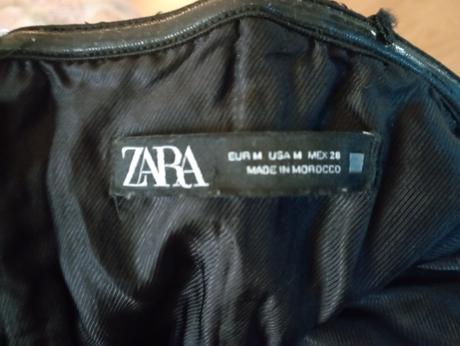 ZARA
EUR M USA M MEX 28
MADE IN MOROCCO